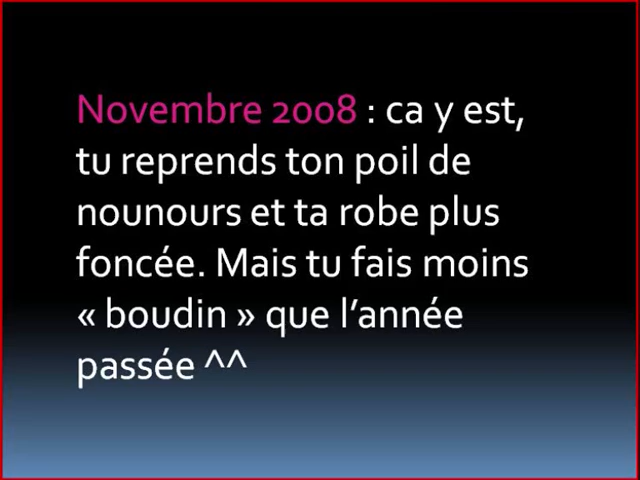 Novembre 2008 : ca y est,
tu reprends ton poil de
nounours et ta robe plus
foncée. Mais tu fais moins
« boudin » que l’année
passée ^^